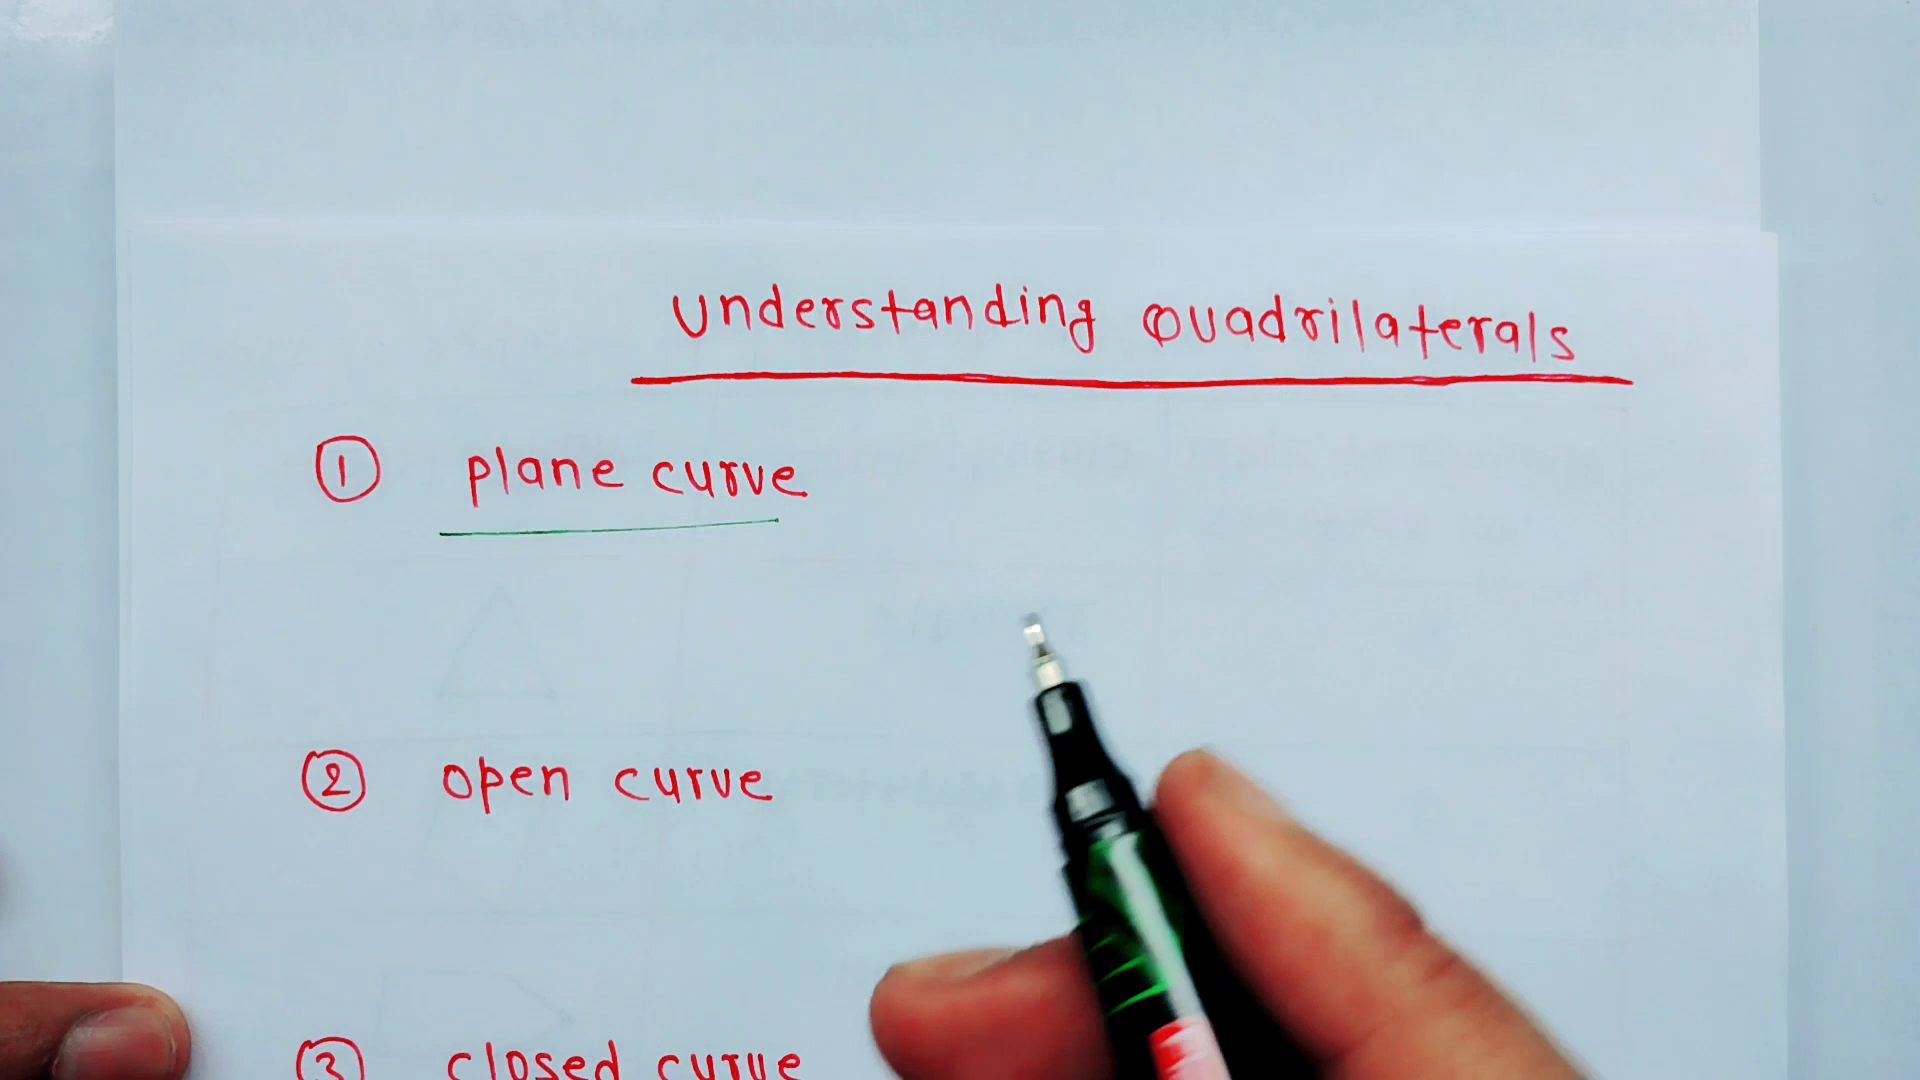 Understanding Quadrilaterals
① plane curve
② open curve
③ closed curve